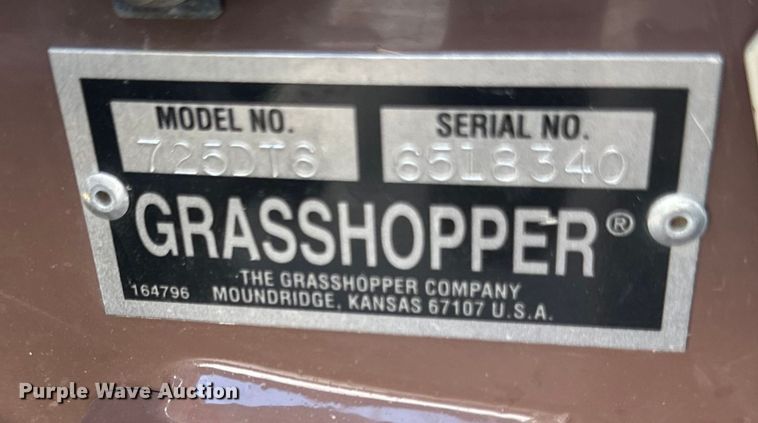 MODEL NO. SERIAL NO.
725DT6 6518340
GRASSHOPPER®
THE GRASSHOPPER COMPANY
164796 MOUNDRIDGE, KANSAS 67107 U.S.A.
Purple Wave Auction